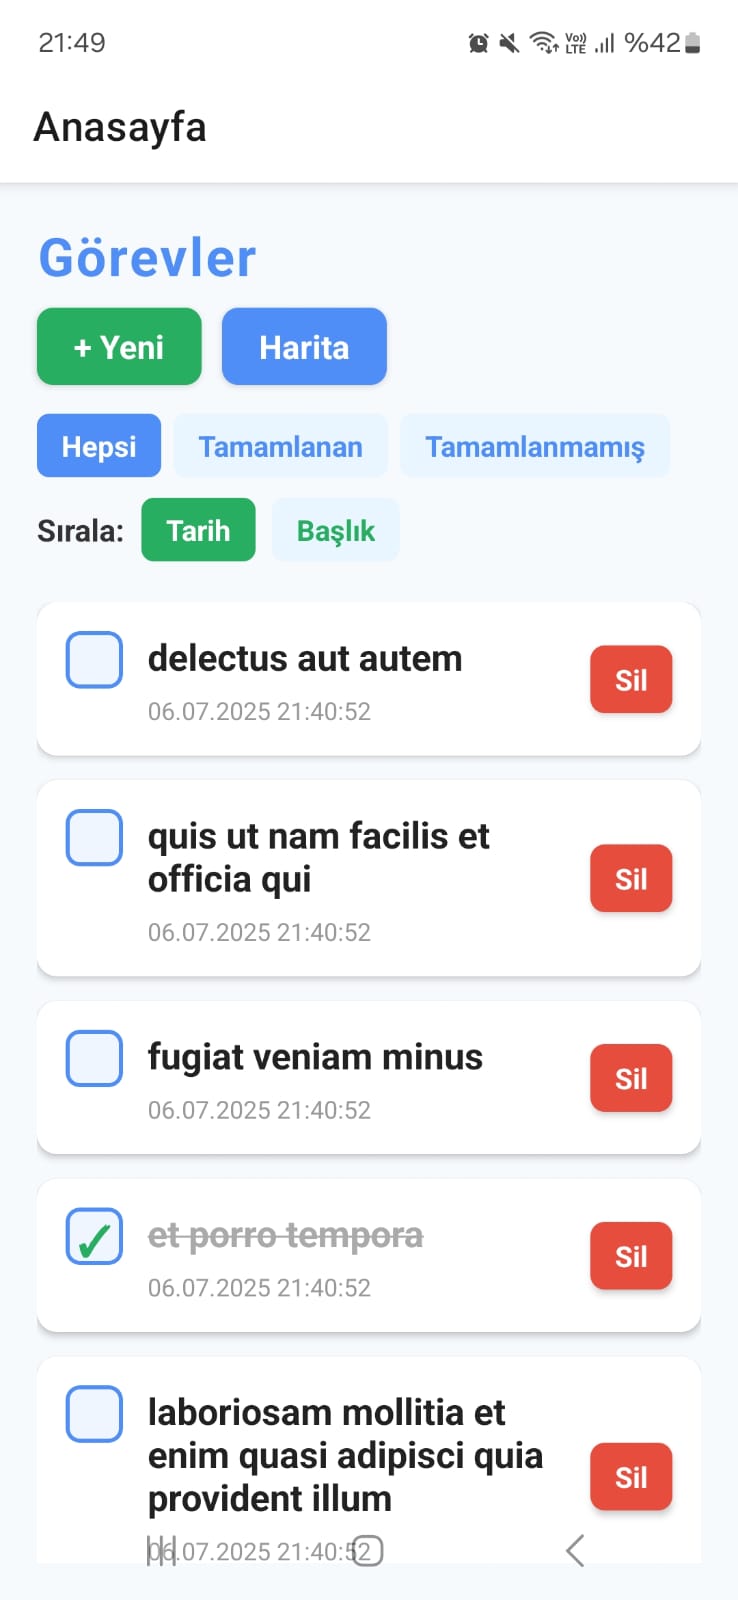 21:49
Vo)) LTE %42
Anasayfa
Görevler
+ Yeni Harita
Hepsi Tamamlanan Tamamlanmamış
Sırala: Tarih Başlık
delectus aut autem
06.07.2025 21:40:52
Sil
quis ut nam facilis et
officia qui
06.07.2025 21:40:52
Sil
fugiat veniam minus
06.07.2025 21:40:52
Sil
✓ et porro tempora
06.07.2025 21:40:52
Sil
laboriosam mollitia et
enim quasi adipisci quia
provident illum
06.07.2025 21:40:52
Sil